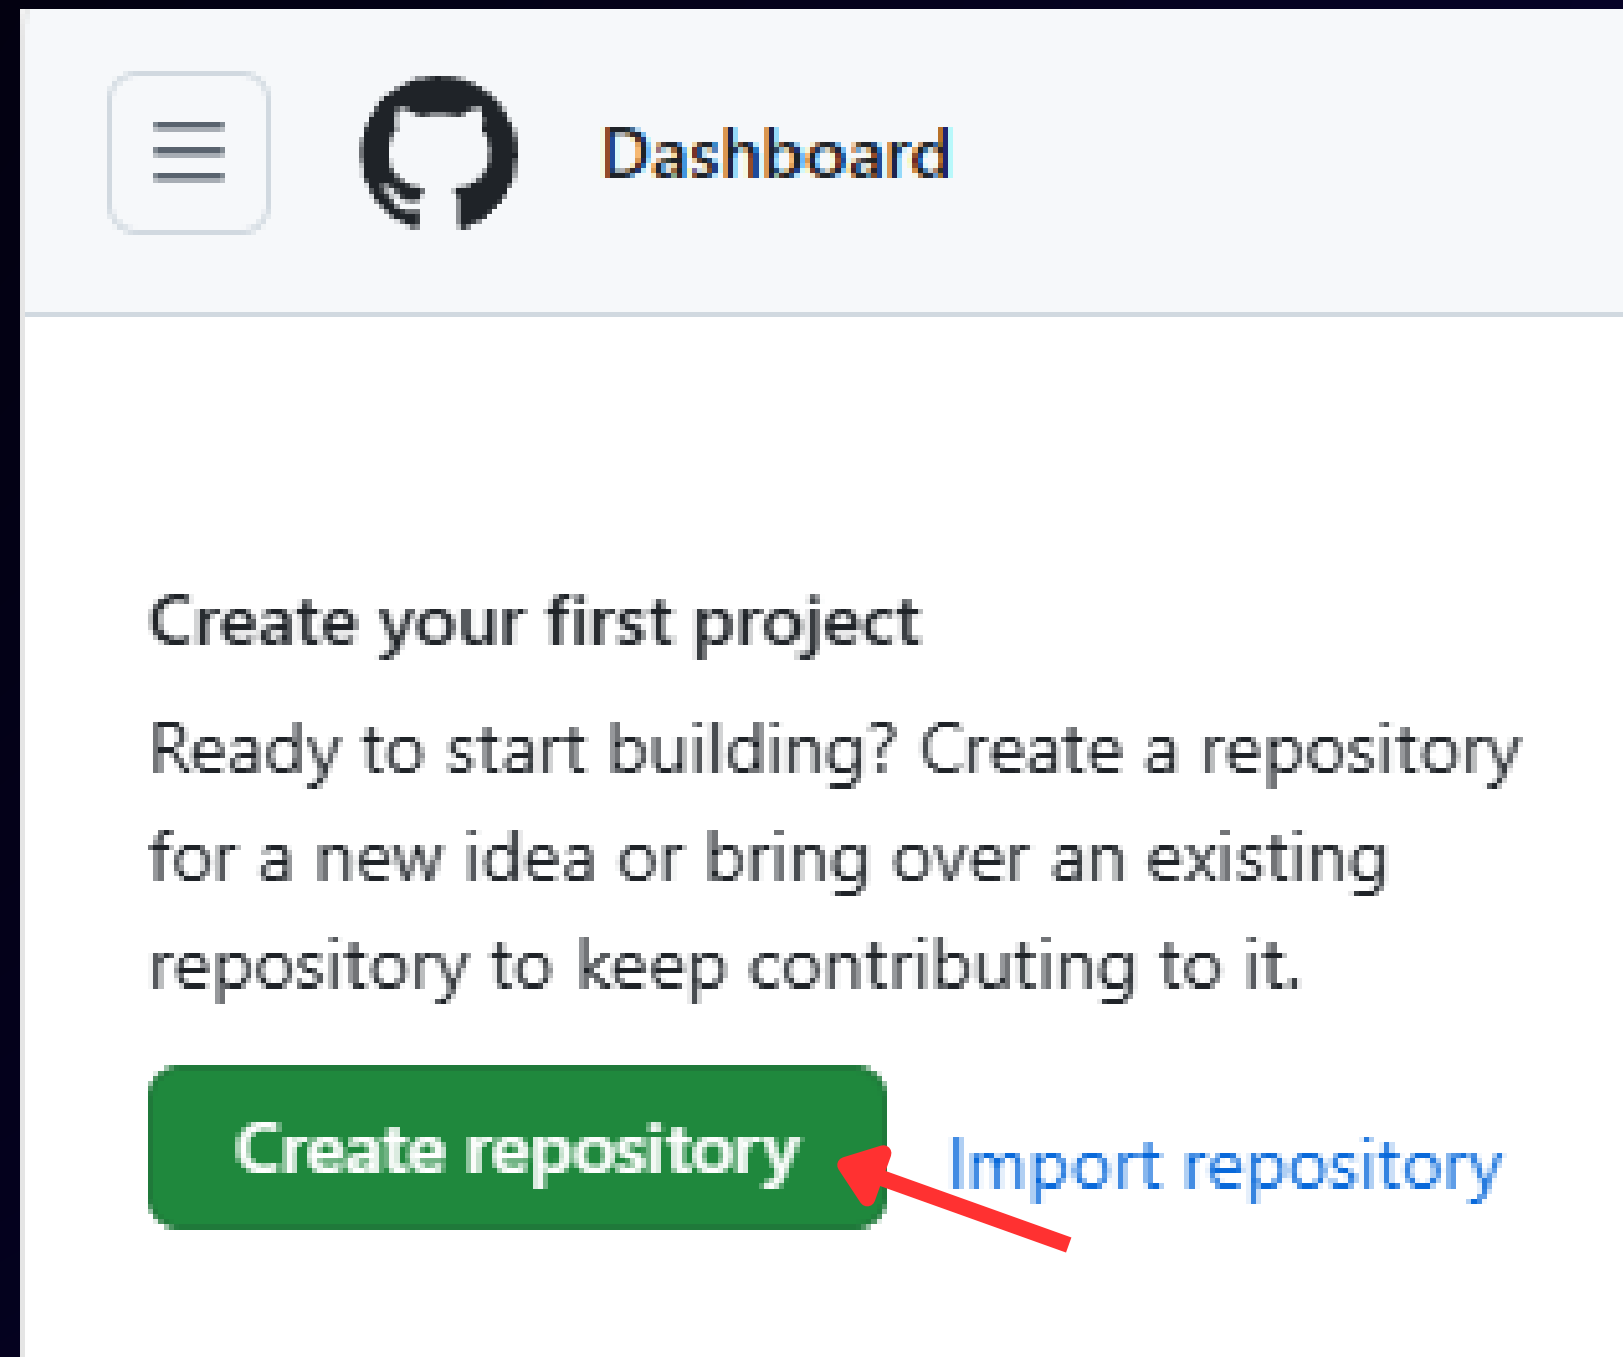 Dashboard
Create your first project
Ready to start building? Create a repository
for a new idea or bring over an existing
repository to keep contributing to it.
Create repository
Import repository